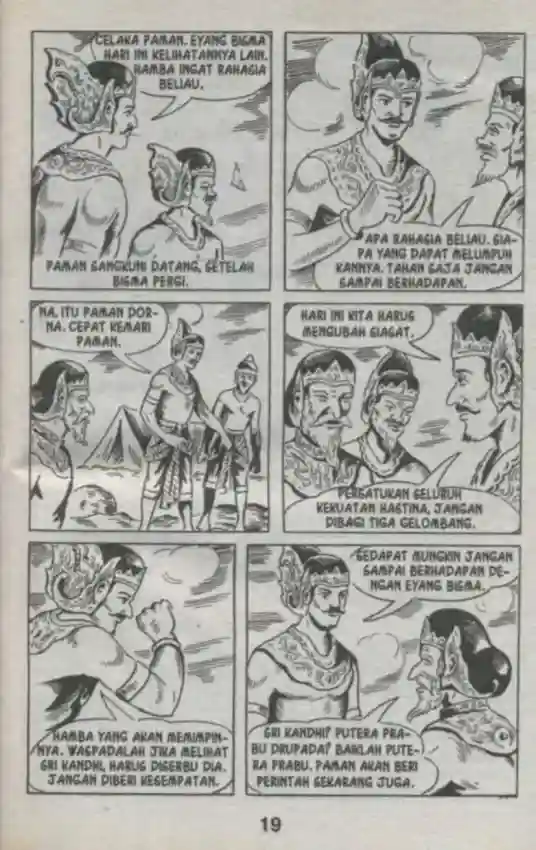 CELAKA PAMAN. EYANG BISMA
HARI INI KELIHATANNYA LAIN.
HAMBA INGAT RAHASIA
BELIAU.
PAMAN SANGKUNI DATANG, SETELAH
BISMA PERGI.
APA RAHASIA BELIAU. SIA-
PA YANG DAPAT MELUMPUH
KANNYA. TAHAN SAJA JANGAN
SAMPAI BERHADAPAN.
NA, ITU PAMAN DOR-
NA. CEPAT KEMARI
PAMAN.
HARI INI KITA HARUS
MENGUBAH SIASAT.
PERSATUKAN SELURUH
KEKUATAN HASTINA, JANGAN
DIBAGI TIGA GELOMBANG.
HAMBA YANG AKAN MEMIMPIN-
NYA. WASPADALAH JIKA MELIHAT
SRI KANDHI, HARUS DISERBU DIA.
JANGAN DIBERI KESEMPATAN.
SEDAPAT MUNGKIN JANGAN
SAMPAI BERHADAPAN DE-
NGAN EYANG BISMA.
SRI KANDHI? PUTERA PRA-
BU DRUPADA? BAIKLAH PUTE-
RA PRABU. PAMAN AKAN BERI
PERINTAH SEKARANG JUGA.
19